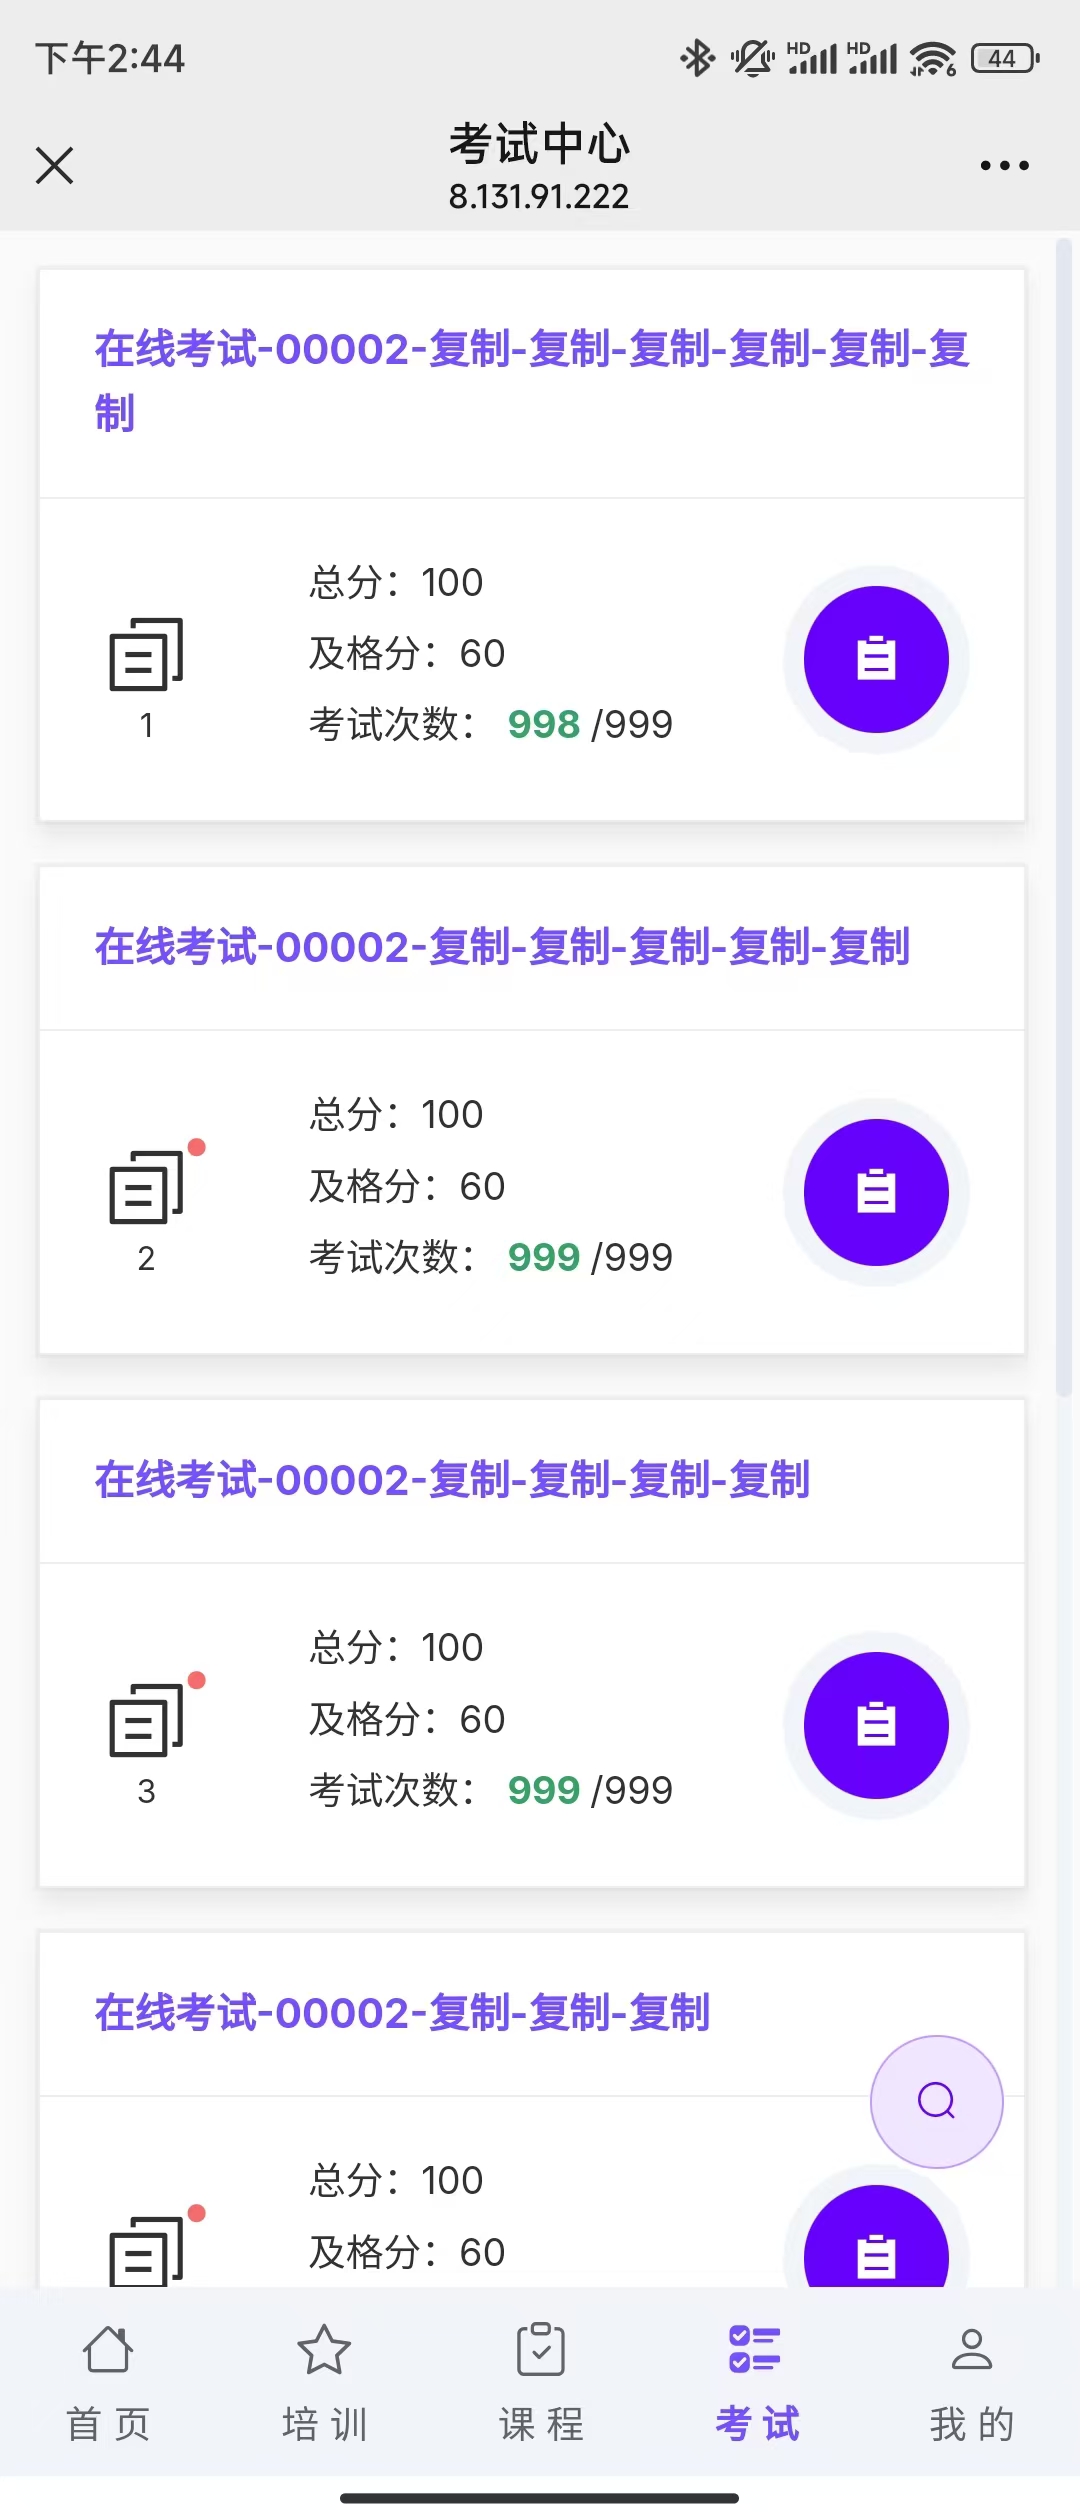 下午2:44
HD HD 6 44
考试中心
8.131.91.222
在线考试-00002-复制-复制-复制-复制-复制-复
制
总分：100
及格分：60
考试次数： 998 /999
1
在线考试-00002-复制-复制-复制-复制-复制
总分：100
及格分：60
考试次数： 999 /999
2
在线考试-00002-复制-复制-复制-复制
总分：100
及格分：60
考试次数： 999 /999
3
在线考试-00002-复制-复制-复制
总分：100
及格分：60
首页 培训 课程 考试 我的